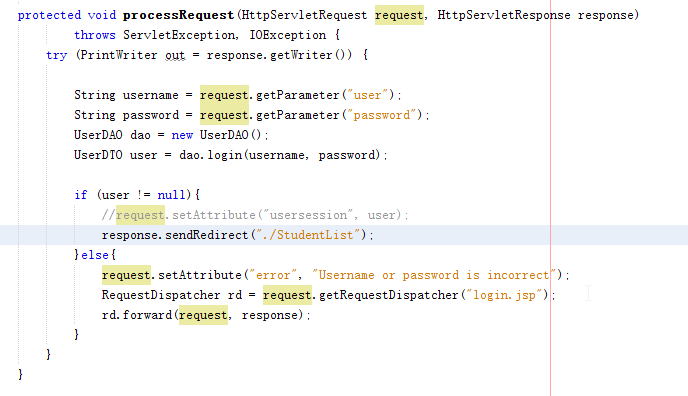 protected void processRequest(HttpServletRequest request, HttpServletResponse response)
        throws ServletException, IOException {
    try (PrintWriter out = response.getWriter()) {
        String username = request.getParameter("user");
        String password = request.getParameter("password");
        UserDAO dao = new UserDAO();
        UserDTO user = dao.login(username, password);
        if (user != null){
            //request.setAttribute("usersession", user);
            response.sendRedirect("./StudentList");
        }else{
            request.setAttribute("error", "Username or password is incorrect");
            RequestDispatcher rd = request.getRequestDispatcher("login.jsp");
            rd.forward(request, response);
        }
    }
}